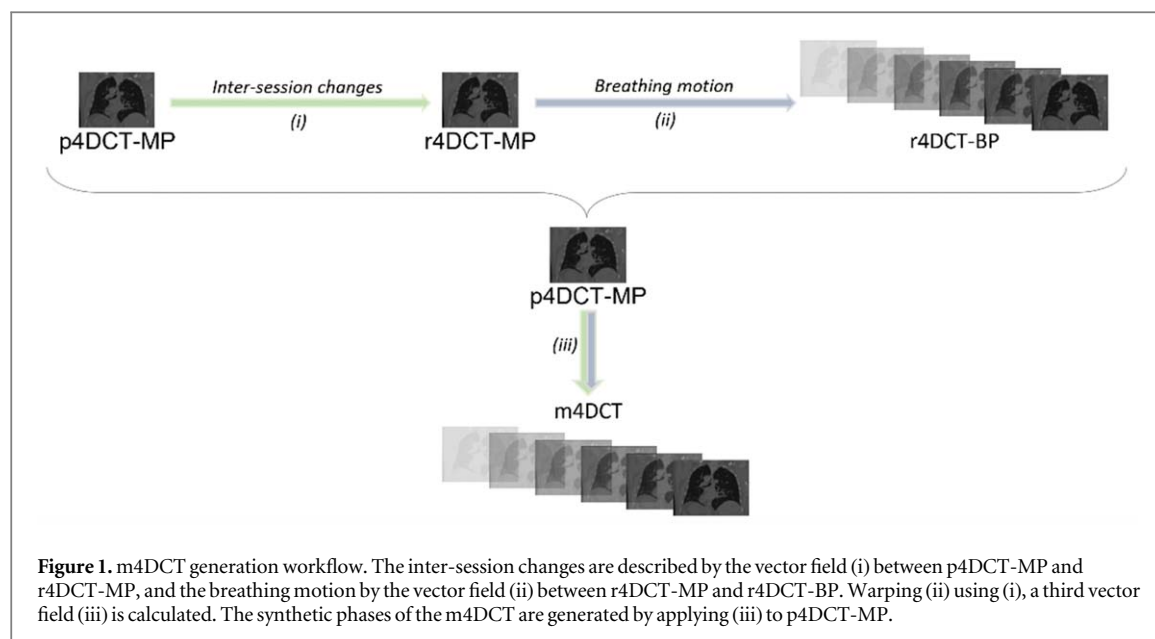 Inter-session changes
(i)
Breathing motion
(ii)
p4DCT-MP
r4DCT-MP
r4DCT-BP
p4DCT-MP
(iii)
m4DCT
Figure 1. m4DCT generation workflow. The inter-session changes are described by the vector field (i) between p4DCT-MP and
r4DCT-MP, and the breathing motion by the vector field (ii) between r4DCT-MP and r4DCT-BP. Warping (ii) using (i), a third vector
field (iii) is calculated. The synthetic phases of the m4DCT are generated by applying (iii) to p4DCT-MP.